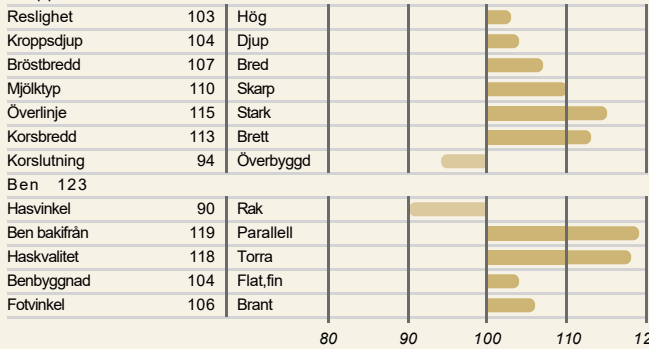 Reslighet 103 Hög
Kroppsdjup 104 Djup
Bröstbredd 107 Bred
Mjölktyp 110 Skarp
Överlinje 115 Stark
Korsbredd 113 Brett
Korslutning 94 Överbyggd
Ben 123
Hasvinkel 90 Rak
Ben bakifrån 119 Parallell
Haskvalitet 118 Torra
Benbyggnad 104 Flat,fin
Fotvinkel 106 Brant
80 90 100 110 12